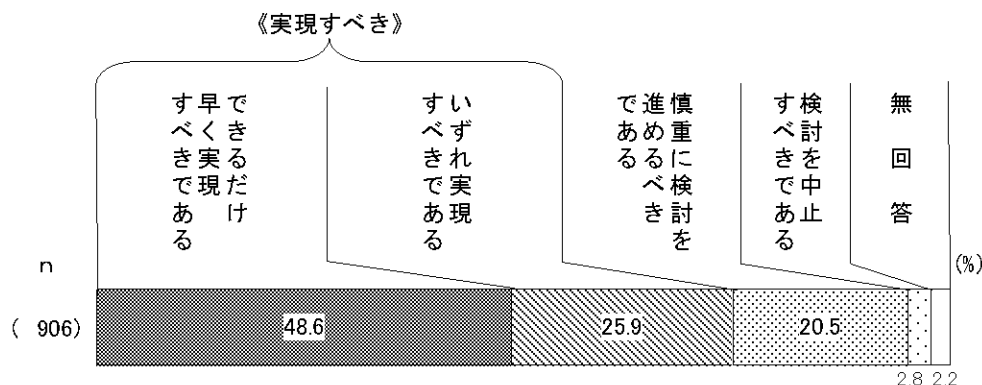 《実現すべき》
できるだけ
早く実現
すべきである
いずれ実現
すべきである
慎重に検討を
進めるべき
である
検討を中止
すべきである
無回答
n
(%)
( 906)
48.6
25.9
20.5
2.8
2.2